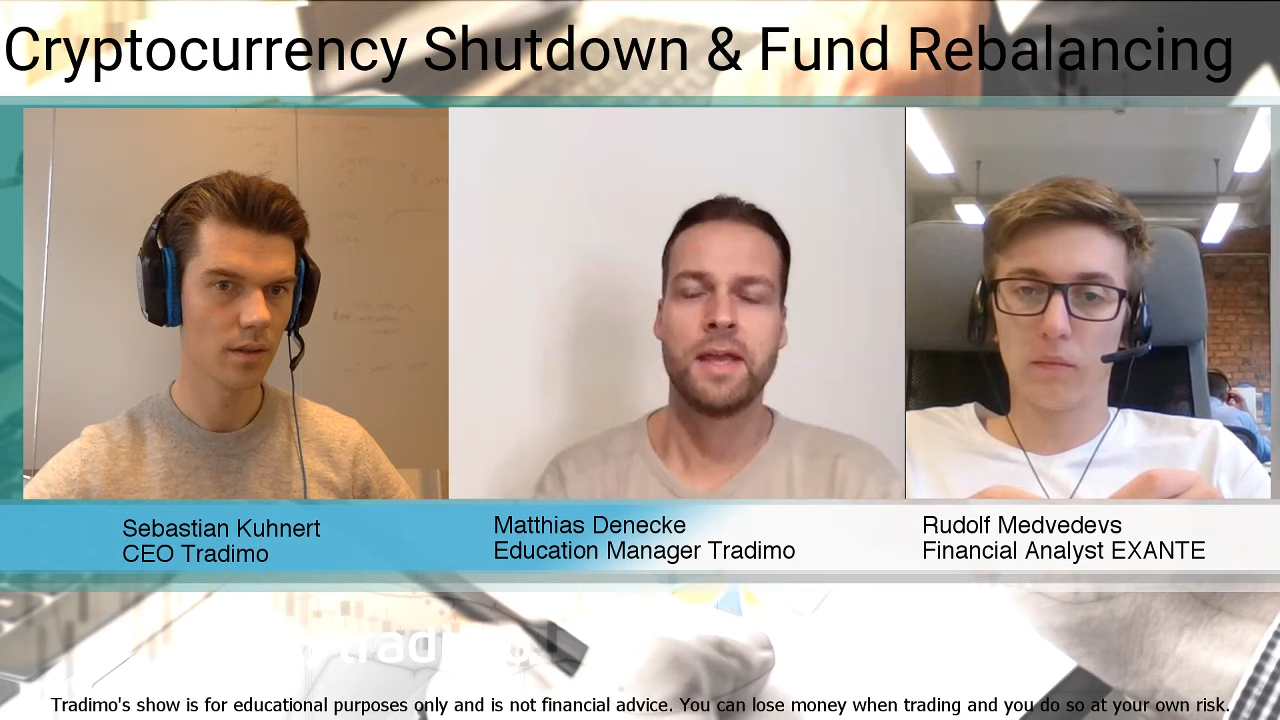 Cryptocurrency Shutdown & Fund Rebalancing
Sebastian Kuhnert
CEO Tradimo
Matthias Denecke
Education Manager Tradimo
Rudolf Medvedevs
Financial Analyst EXANTE
tradimo
Tradimo's show is for educational purposes only and is not financial advice. You can lose money when trading and you do so at your own risk.